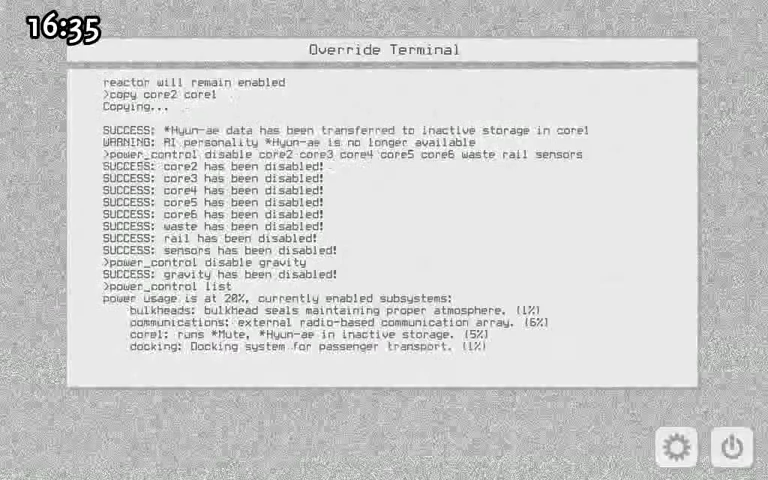 16:35
Override Terminal
reactor will remain enabled
>copy core2 core1
Copying...
SUCCESS: *Hyun-ae data has been transferred to inactive storage in core1
WARNING: AI personality *Hyun-ae is no longer available
>power_control disable core2 core3 core4 core5 core6 waste rail sensors
SUCCESS: core2 has been disabled!
SUCCESS: core3 has been disabled!
SUCCESS: core4 has been disabled!
SUCCESS: core5 has been disabled!
SUCCESS: core6 has been disabled!
SUCCESS: waste has been disabled!
SUCCESS: rail has been disabled!
SUCCESS: sensors has been disabled!
>power_control disable gravity
SUCCESS: gravity has been disabled!
>power_control list
power usage is at 20%, currently enabled subsystems:
bulkheads: bulkhead seals maintaining proper atmosphere. (1%)
communications: external radio-based communication array. (6%)
core1: runs *Mute, *Hyun-ae in inactive storage. (5%)
docking: Docking system for passenger transport. (1%)